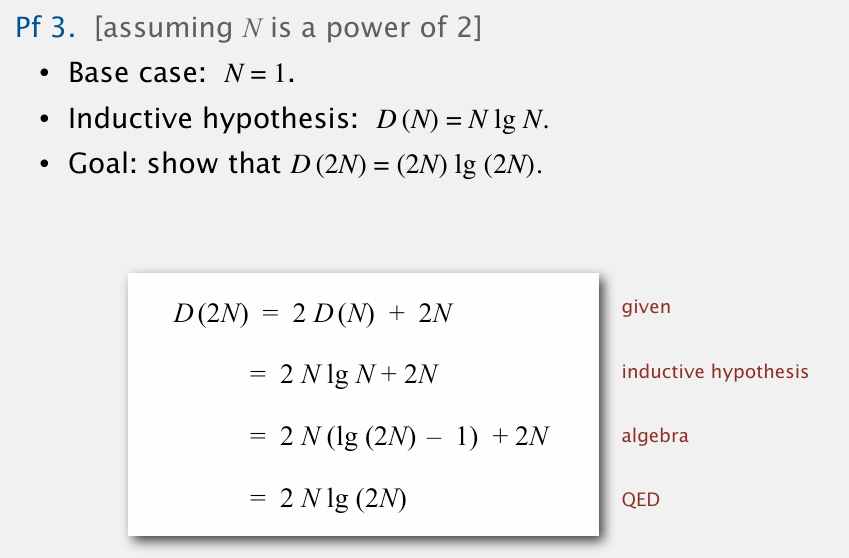 Pf 3. [assuming N is a power of 2]
• Base case: N = 1.
• Inductive hypothesis: D (N) = N lg N.
• Goal: show that D (2N) = (2N) lg (2N).
D (2N) = 2 D (N) + 2N given
= 2 N lg N + 2N inductive hypothesis
= 2 N (lg (2N) − 1) + 2N algebra
= 2 N lg (2N) QED